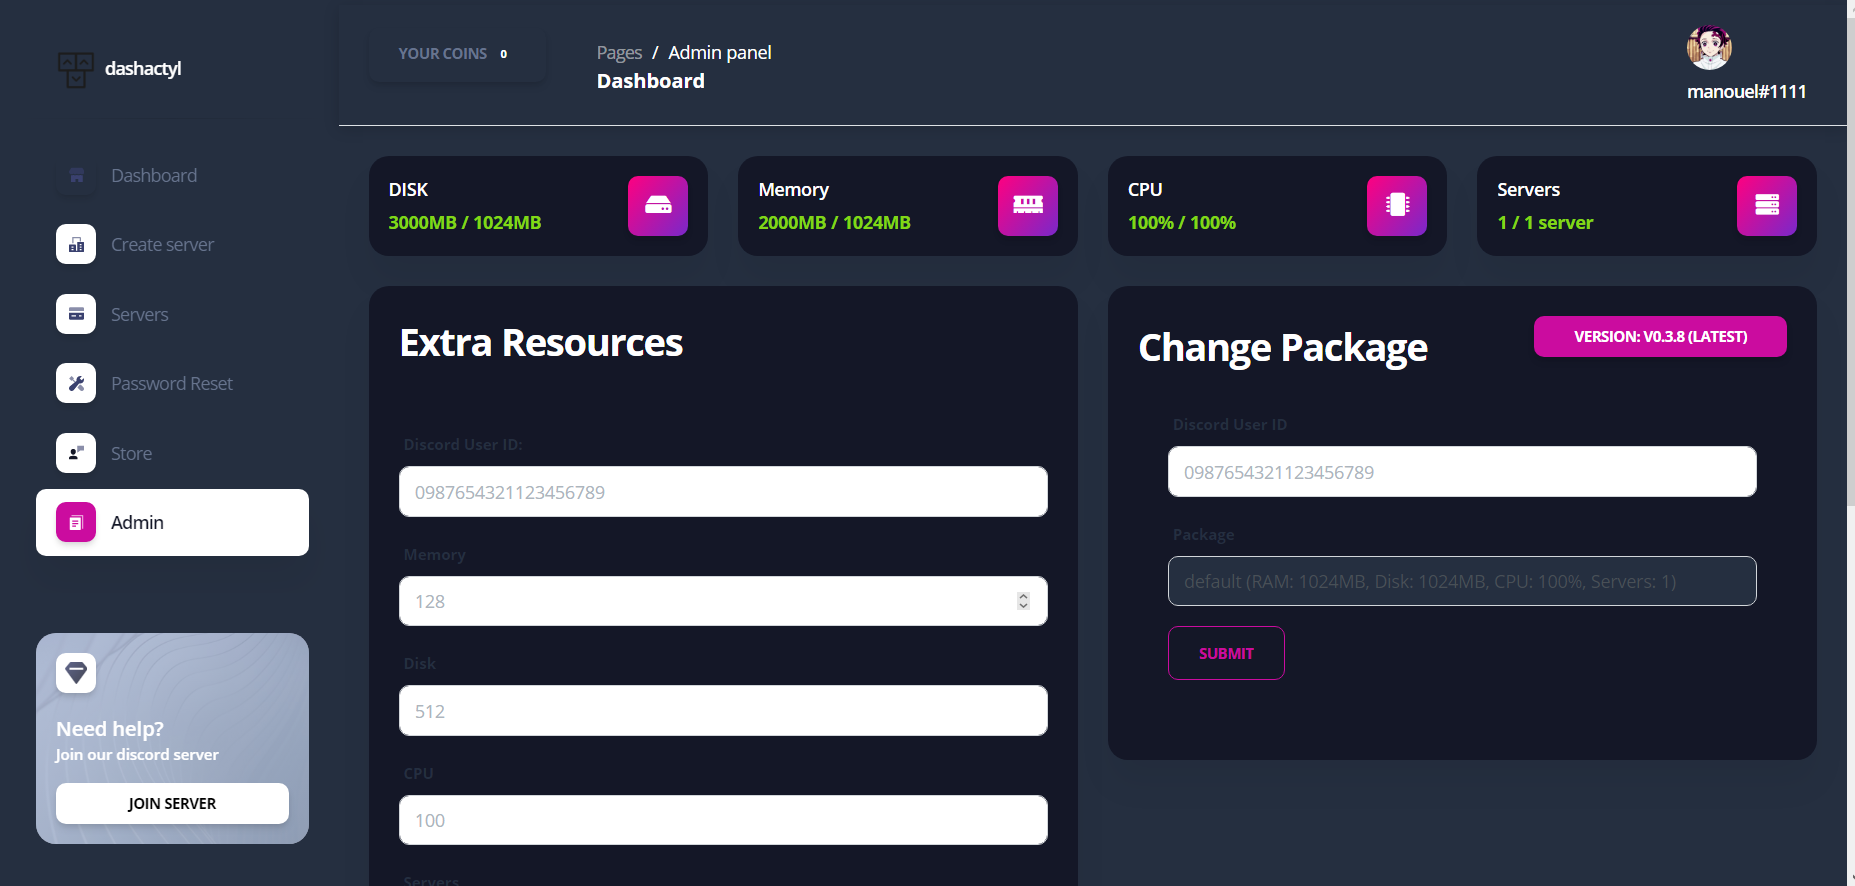 dashactyl
Dashboard
Create server
Servers
Password Reset
Store
Admin
Need help?
Join our discord server
JOIN SERVER
YOUR COINS 0
Pages / Admin panel
Dashboard
manouel#1111
DISK
3000MB / 1024MB
Memory
2000MB / 1024MB
CPU
100% / 100%
Servers
1 / 1 server
Extra Resources
Discord User ID:
0987654321123456789
Memory
128
Disk
512
CPU
100
Servers
Change Package
VERSION: V0.3.8 (LATEST)
Discord User ID
0987654321123456789
Package
default (RAM: 1024MB, Disk: 1024MB, CPU: 100%, Servers: 1)
SUBMIT